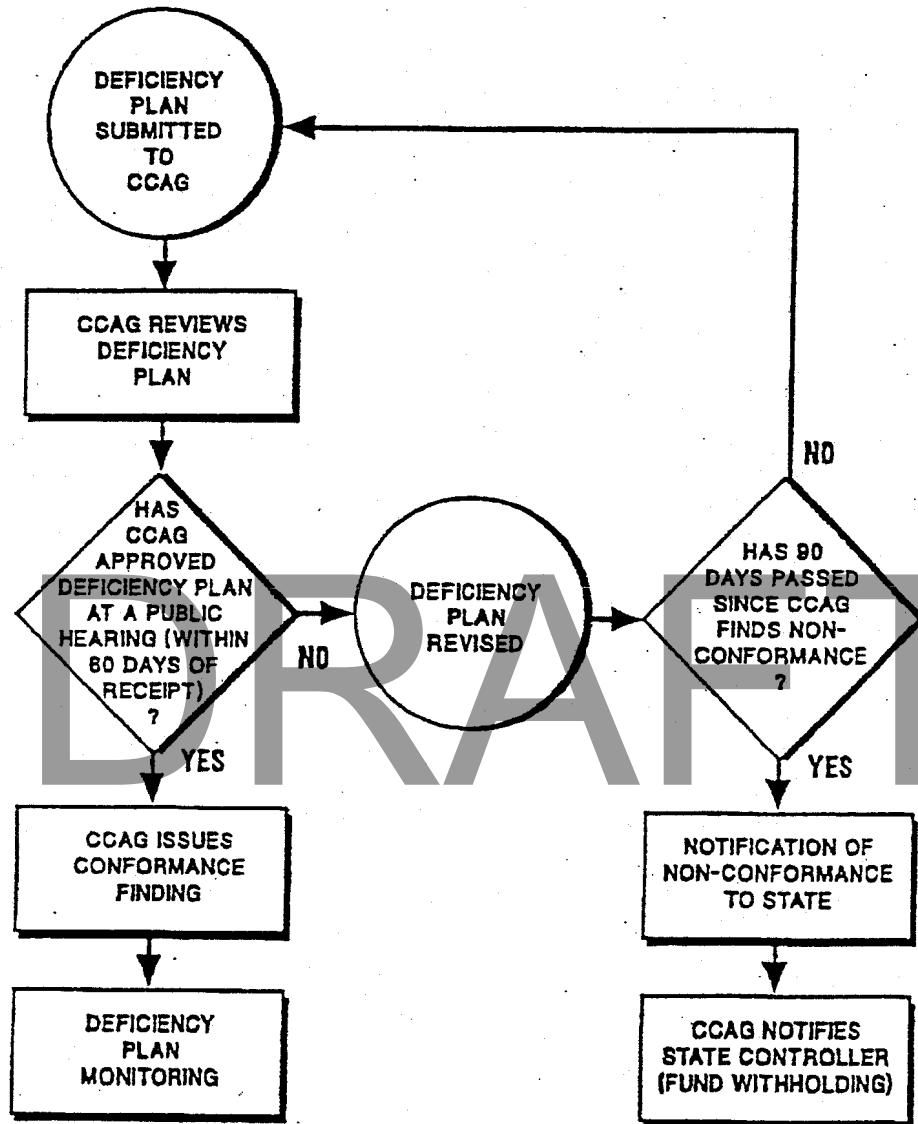 DEFICIENCY
PLAN
SUBMITTED
TO
CCAG
CCAG REVIEWS
DEFICIENCY
PLAN
HAS
CCAG
APPROVED
DEFICIENCY PLAN
AT A PUBLIC
HEARING (WITHIN
60 DAYS OF
RECEIPT)
?
NO
YES
DEFICIENCY
PLAN
REVISED
NO
HAS 90
DAYS PASSED
SINCE CCAG
FINDS NON-
CONFORMANCE
?
YES
CCAG ISSUES
CONFORMANCE
FINDING
NOTIFICATION OF
NON-CONFORMANCE
TO STATE
DEFICIENCY
PLAN
MONITORING
CCAG NOTIFIES
STATE CONTROLLER
(FUND WITHHOLDING)
DRAFT